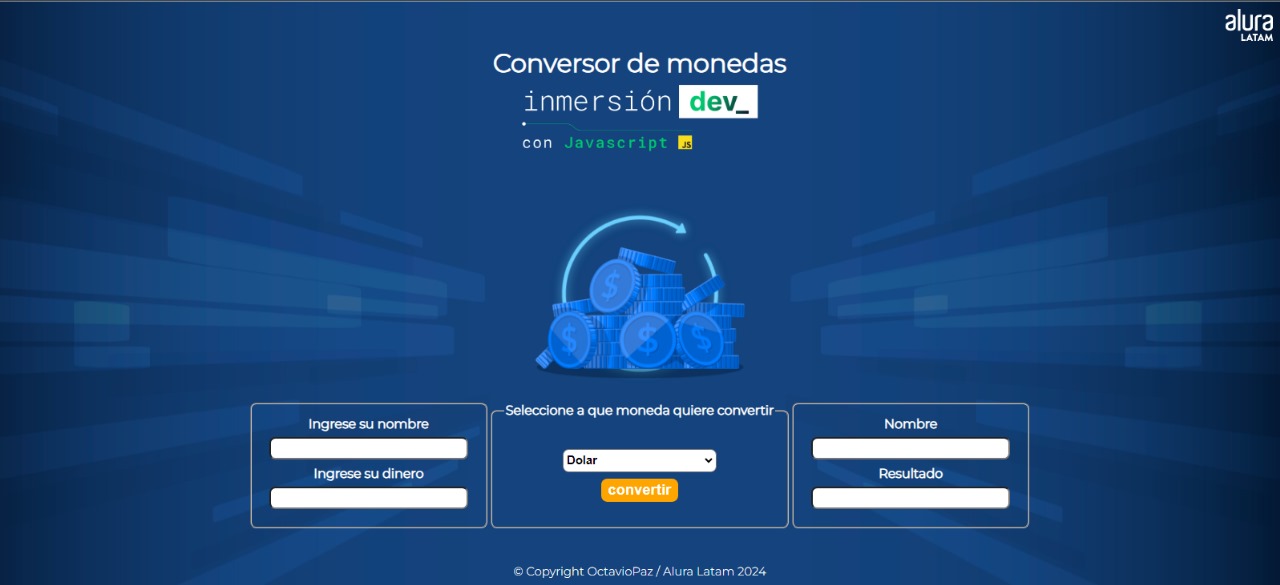 alura
LATAM
Conversor de monedas
inmersión dev_
con Javascript JS
$
$ $ $
Seleccione a que moneda quiere convertir
Ingrese su nombre
Ingrese su dinero
Dolar
convertir
Nombre
Resultado
© Copyright OctavioPaz / Alura Latam 2024